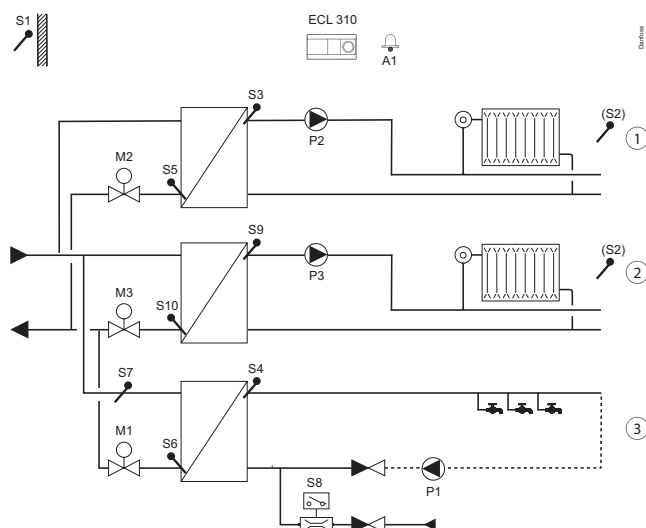 S1
ECL 310
A1
Danfoss
S3
P2
(S2)
1
M2
S5
S9
P3
(S2)
2
M3
S10
S7
S4
3
M1
S6
P1
S8